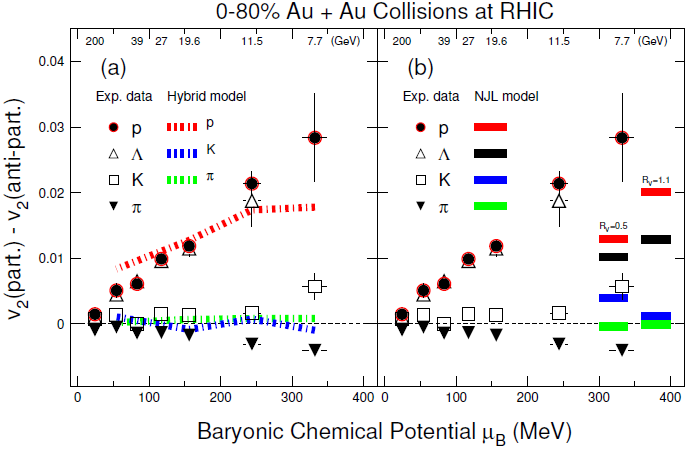 0-80% Au + Au Collisions at RHIC
v2(part.) - v2(anti-part.)
0.04
0.03
0.02
0.01
0
200 39 27 19.6 11.5 7.7 (GeV)
(a)
Exp. data Hybrid model
p p
Λ K
K π
π
0 100 200 300 400
200 39 27 19.6 11.5 7.7 (GeV)
(b)
Exp. data NJL model
p
Λ
K
π
Rv=1.1
Rv=0.5
0 100 200 300 400
Baryonic Chemical Potential μB (MeV)